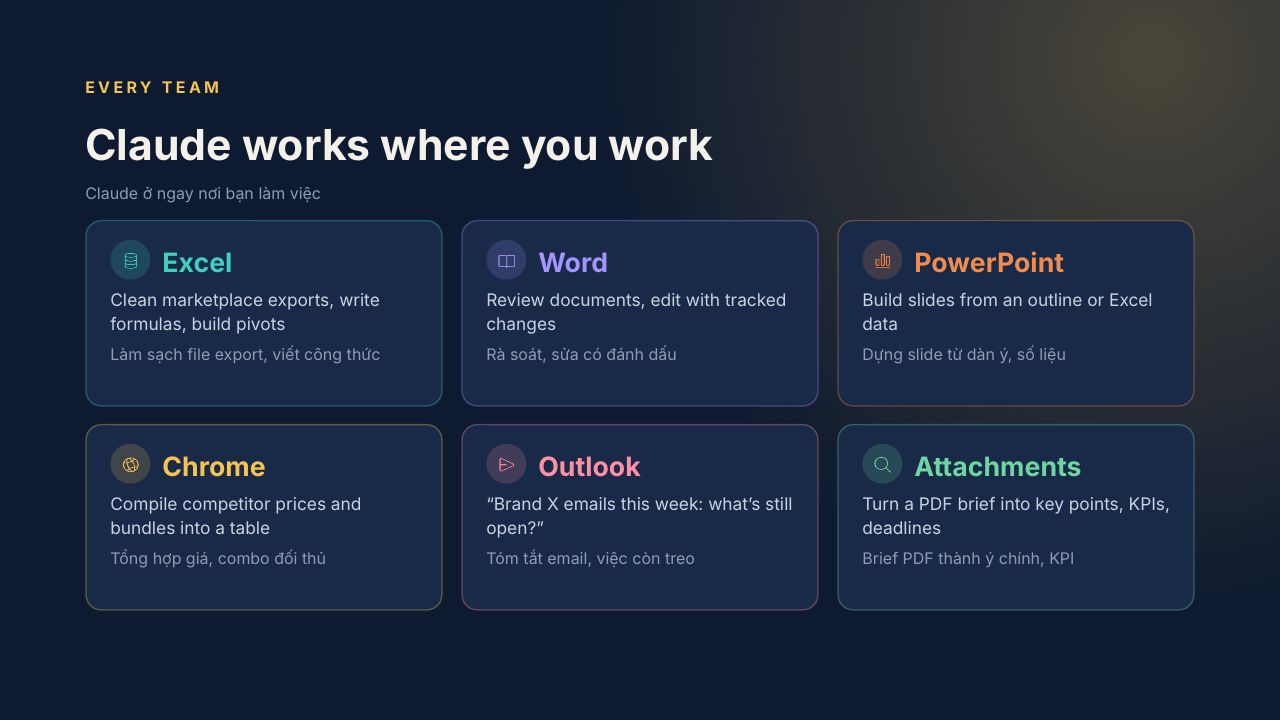 EVERY TEAM
Claude works where you work
Claude ở ngay nơi bạn làm việc
Excel
Clean marketplace exports, write
formulas, build pivots
Làm sạch file export, viết công thức
Word
Review documents, edit with tracked
changes
Rà soát, sửa có đánh dấu
PowerPoint
Build slides from an outline or Excel
data
Dựng slide từ dàn ý, số liệu
Chrome
Compile competitor prices and
bundles into a table
Tổng hợp giá, combo đối thủ
Outlook
“Brand X emails this week: what’s still
open?”
Tóm tắt email, việc còn treo
Attachments
Turn a PDF brief into key points, KPIs,
deadlines
Brief PDF thành ý chính, KPI